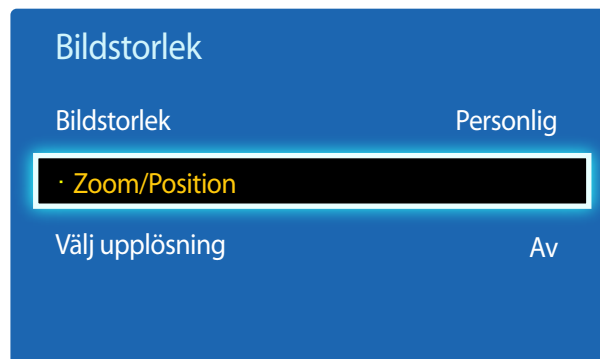 Bildstorlek
Bildstorlek Personlig
· Zoom/Position
Välj upplösning Av